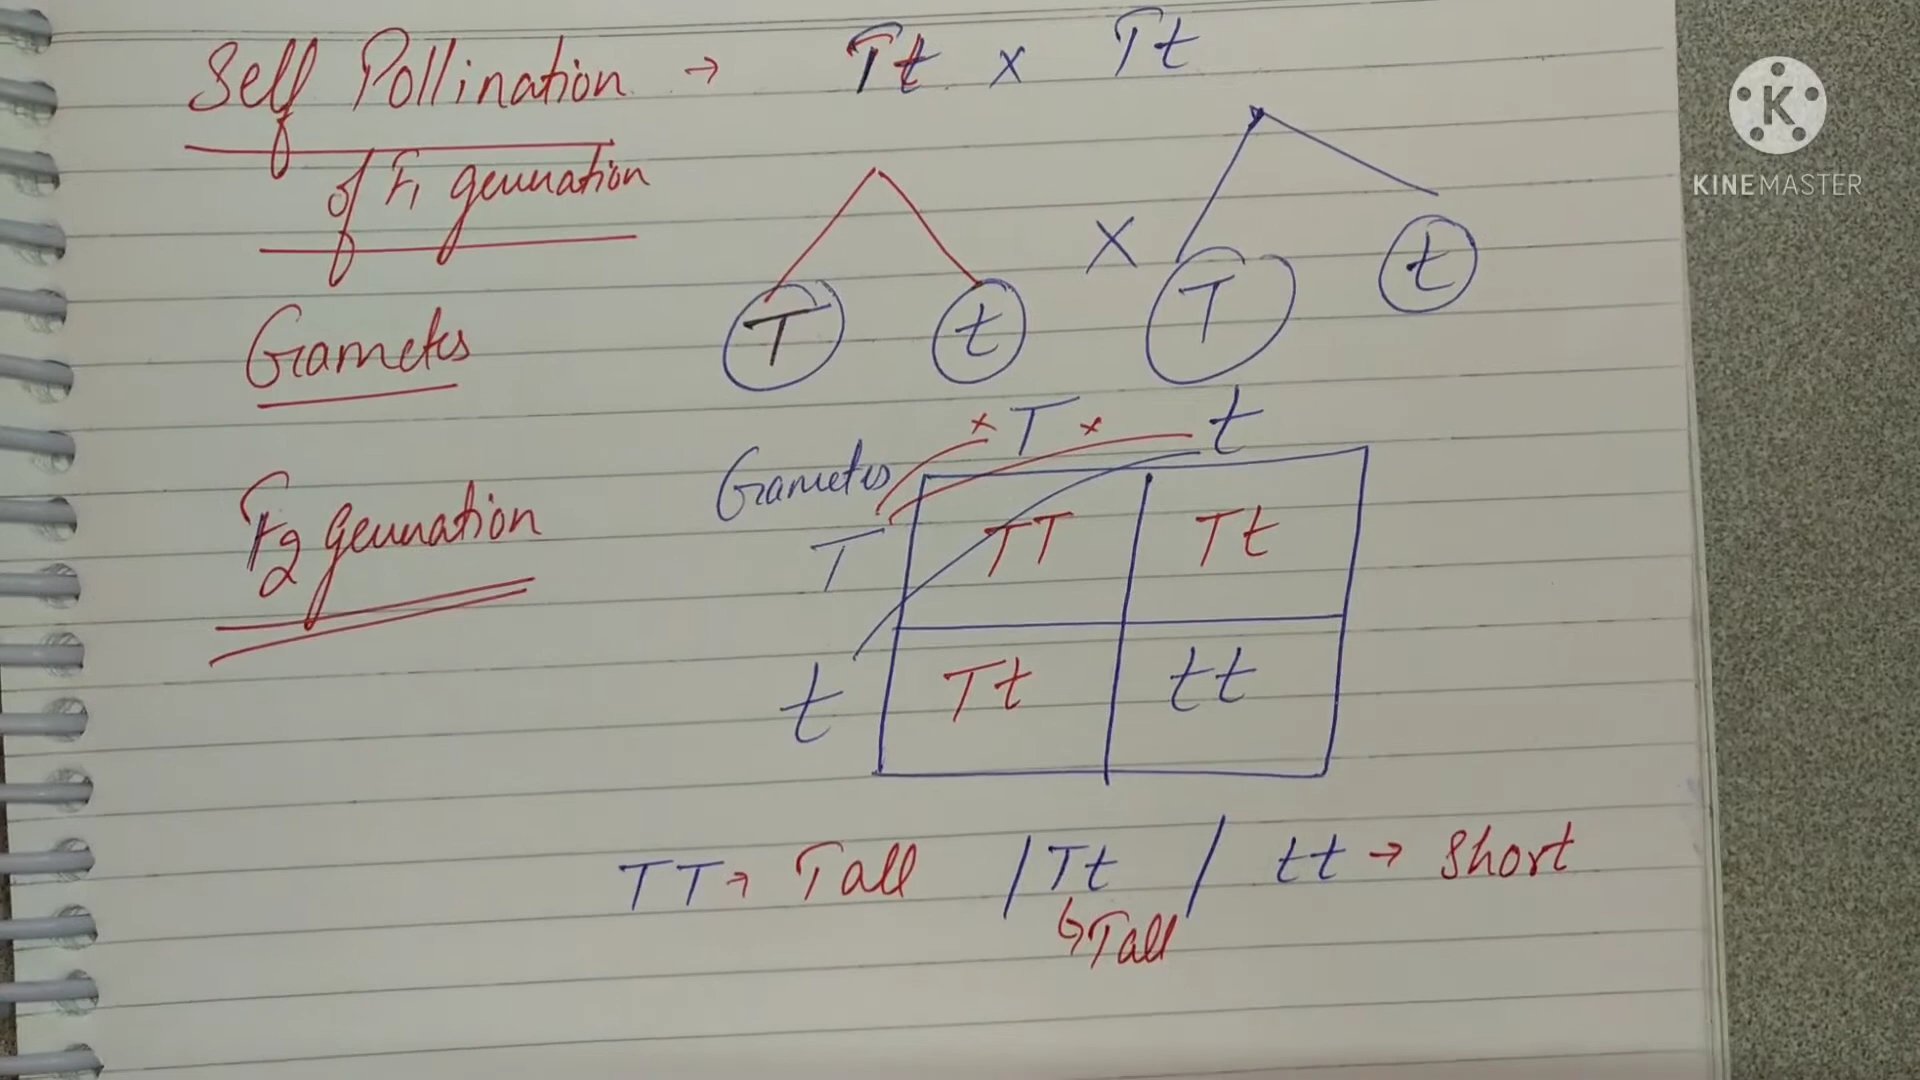 Self Pollination → Tt x Tt
of F1 generation
Gametes T t x T t
x T x t
Gametes
F2 generation
T TT Tt
t Tt tt
TT → Tall / Tt / tt → Short
↳ Tall
K
KINEMASTER